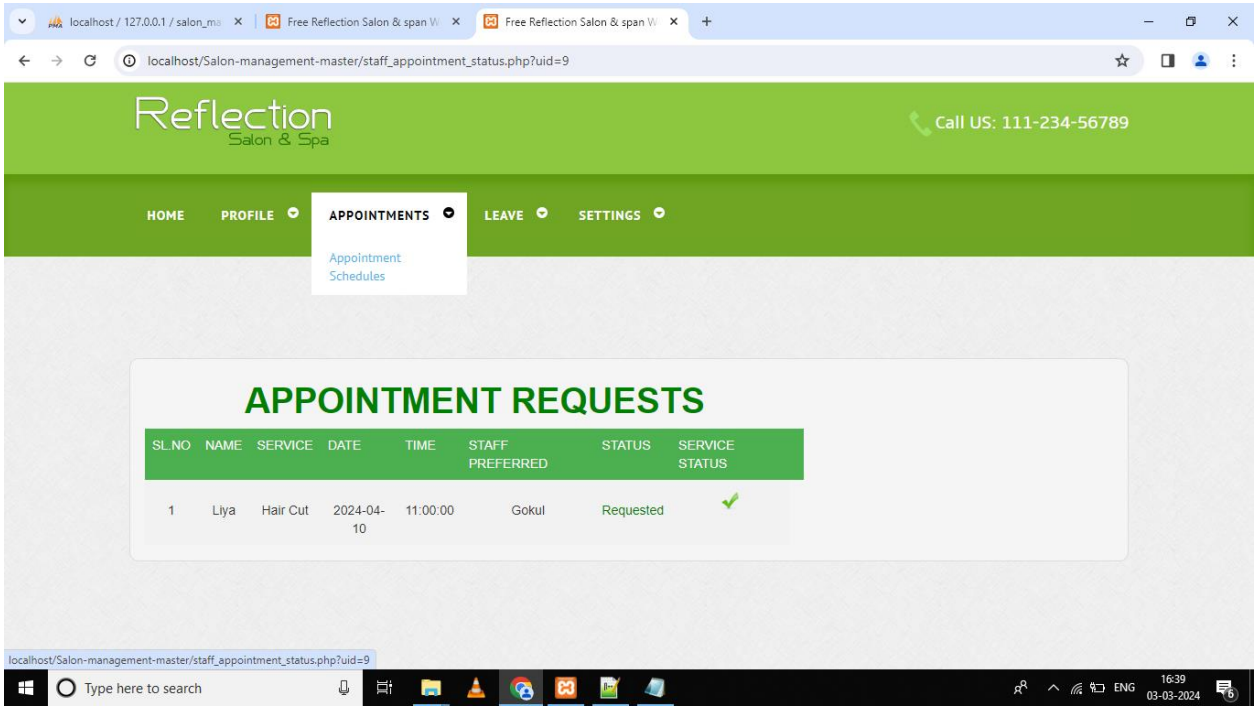 localhost / 127.0.0.1 / salon_ma
Free Reflection Salon & span W
Free Reflection Salon & span W
localhost/Salon-management-master/staff_appointment_status.php?uid=9
Reflection
Salon & Spa
Call US: 111-234-56789
HOME PROFILE APPOINTMENTS LEAVE SETTINGS
Appointment
Schedules
APPOINTMENT REQUESTS
SL.NO NAME SERVICE DATE TIME STAFF PREFERRED STATUS SERVICE STATUS
1 Liya Hair Cut 2024-04-10 11:00:00 Gokul Requested
localhost/Salon-management-master/staff_appointment_status.php?uid=9
Type here to search
ENG
16:39
03-03-2024
6